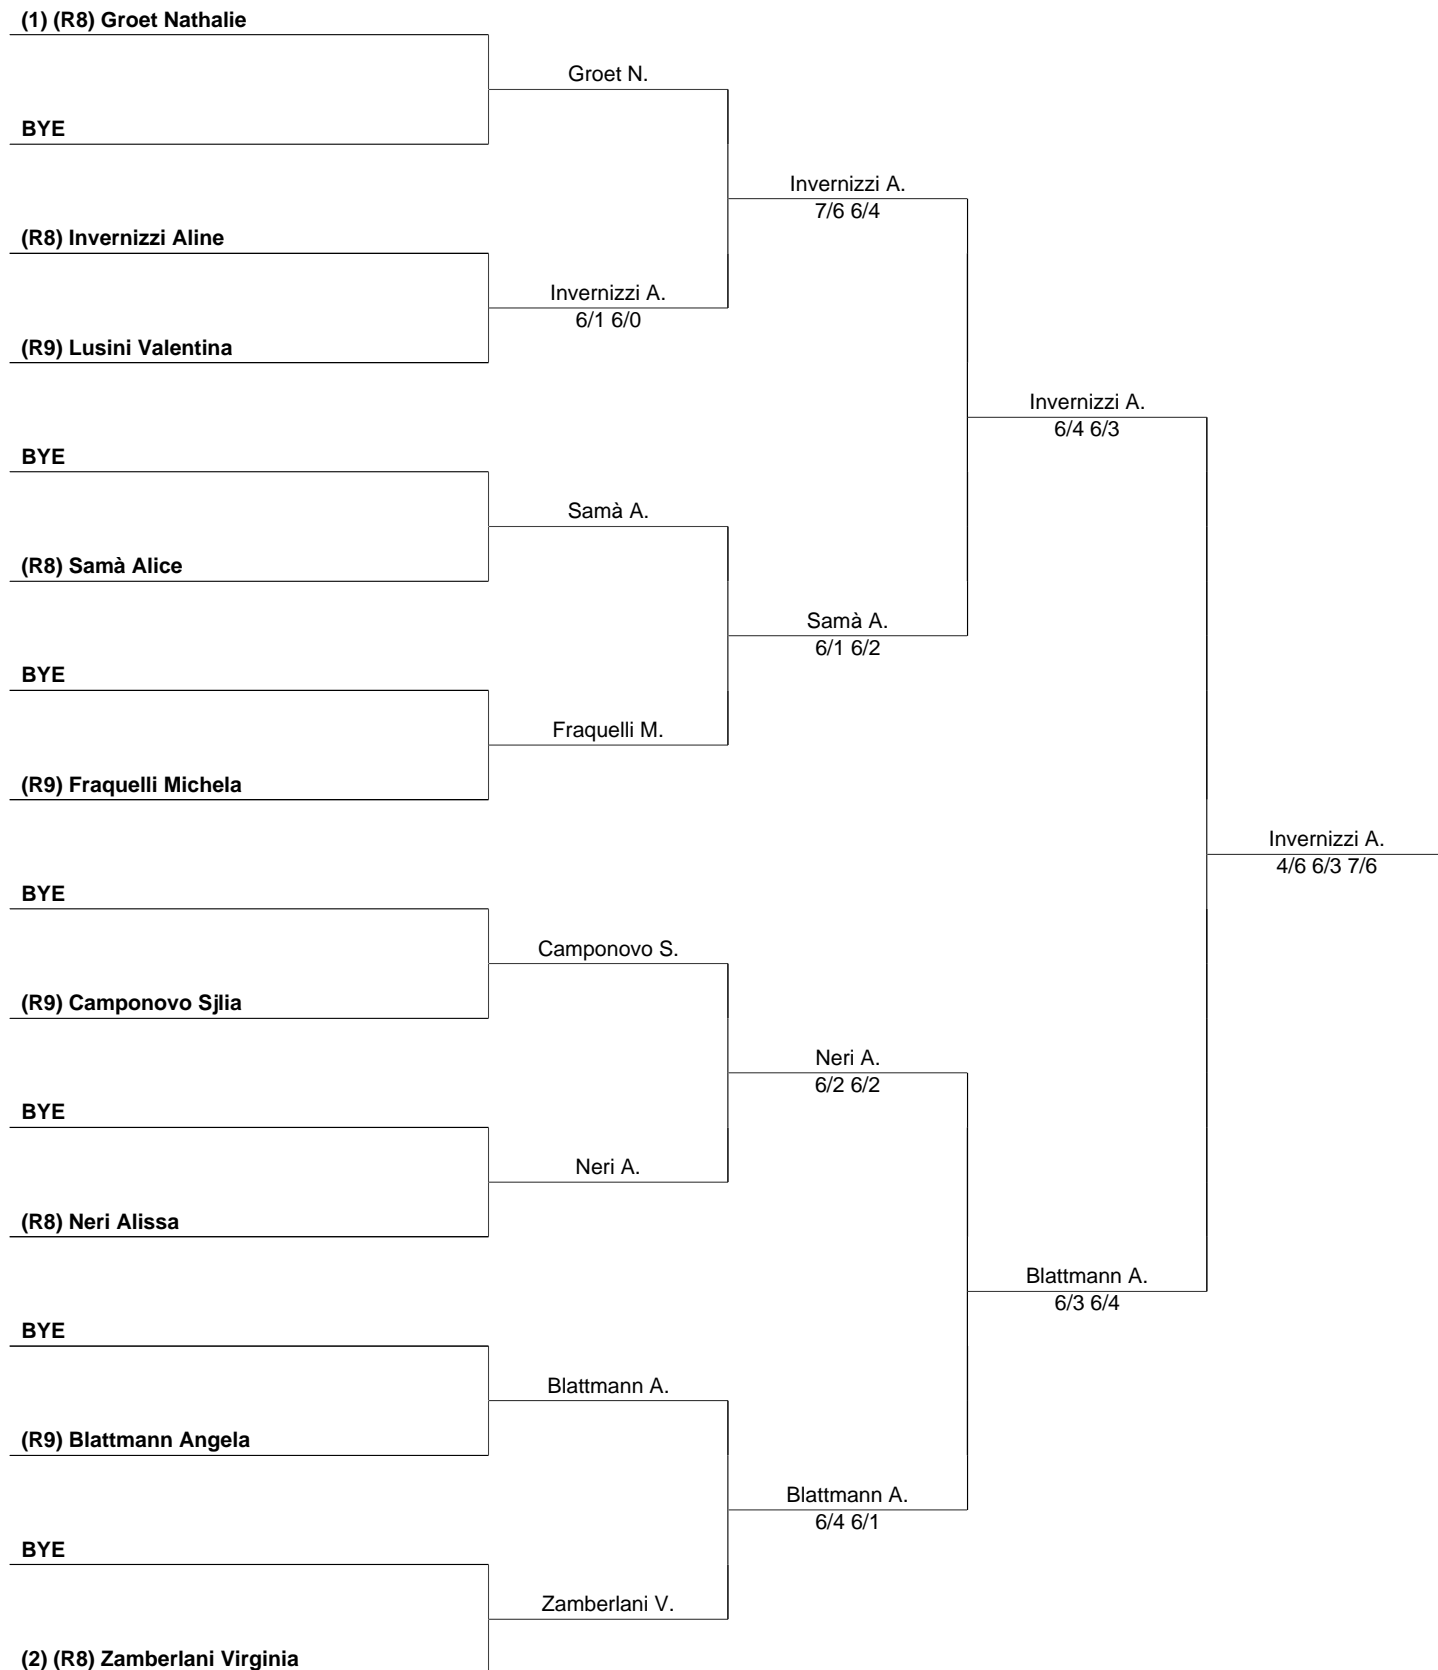 (1) (R8) Groet Nathalie
Groet N.
BYE
Invernizzi A.
7/6 6/4
(R8) Invernizzi Aline
Invernizzi A.
6/1 6/0
(R9) Lusini Valentina
Invernizzi A.
6/4 6/3
BYE
Samà A.
(R8) Samà Alice
Samà A.
6/1 6/2
BYE
Fraquelli M.
(R9) Fraquelli Michela
Invernizzi A.
4/6 6/3 7/6
BYE
Camponovo S.
(R9) Camponovo Sjlia
Neri A.
6/2 6/2
BYE
Neri A.
(R8) Neri Alissa
Blattmann A.
6/3 6/4
BYE
Blattmann A.
(R9) Blattmann Angela
Blattmann A.
6/4 6/1
BYE
Zamberlani V.
(2) (R8) Zamberlani Virginia